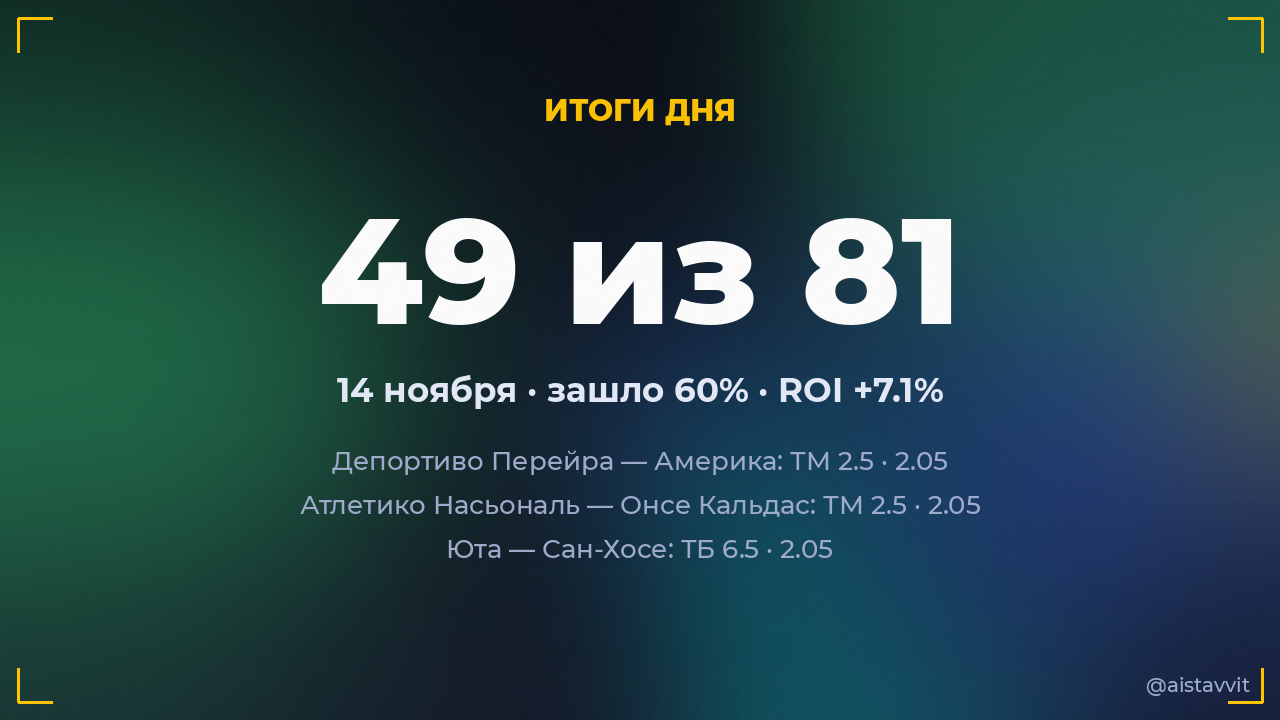 ИТОГИ ДНЯ
49 из 81
14 ноября · зашло 60% · ROI +7.1%
Депортиво Перейра — Америка: ТМ 2.5 · 2.05
Атлетико Насьональ — Онсе Кальдас: ТМ 2.5 · 2.05
Юта — Сан-Хосе: ТБ 6.5 · 2.05
@aistavvit